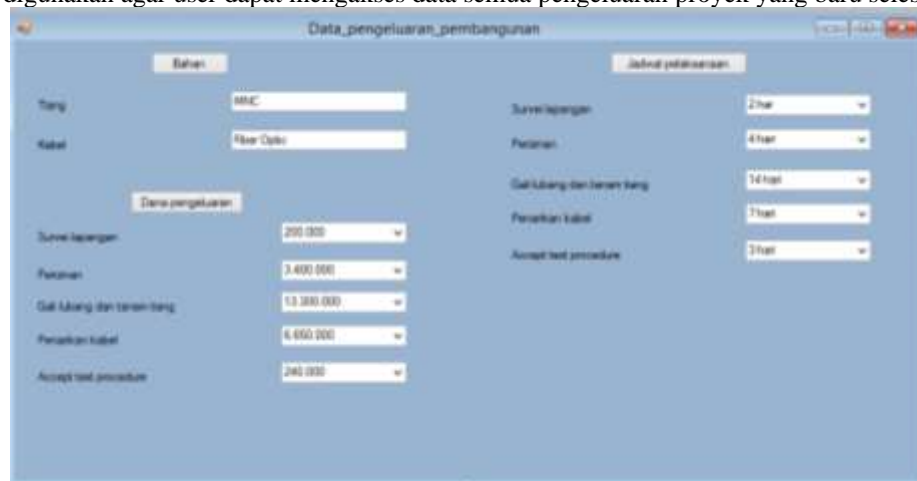 digunakan agar user dapat mengakses data semua pengeluaran proyek yang baru seles
Data_pengeluaran_pembangunan
Bahan
Tiang
MNC
Kabel
Fiber Optic
Dana pengeluaran
Survei lapangan
200.000
Perizinan
3.400.000
Gali lubang dan tanam tiang
13.300.000
Penarikan kabel
6.650.000
Accept test procedure
240.000
Jadwal pelaksanaan
Survei lapangan
2 hari
Perizinan
4 hari
Gali lubang dan tanam tiang
14 hari
Penarikan kabel
7 hari
Accept test procedure
3 hari